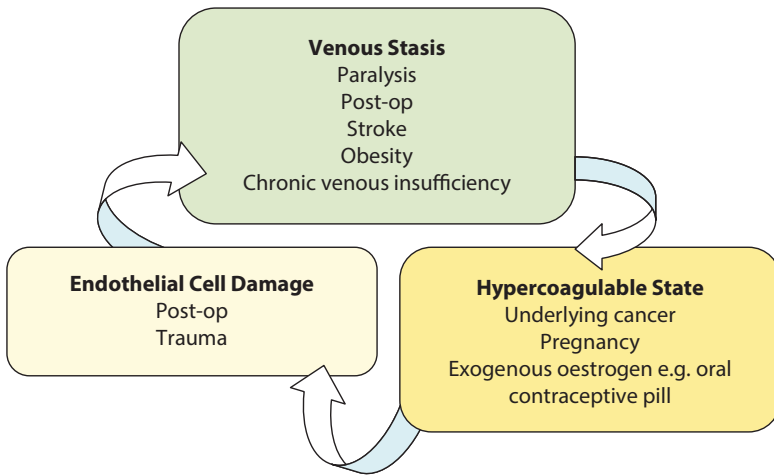 Venous Stasis
Paralysis
Post-op
Stroke
Obesity
Chronic venous insufficiency
Endothelial Cell Damage
Post-op
Trauma
Hypercoagulable State
Underlying cancer
Pregnancy
Exogenous oestrogen e.g. oral
contraceptive pill